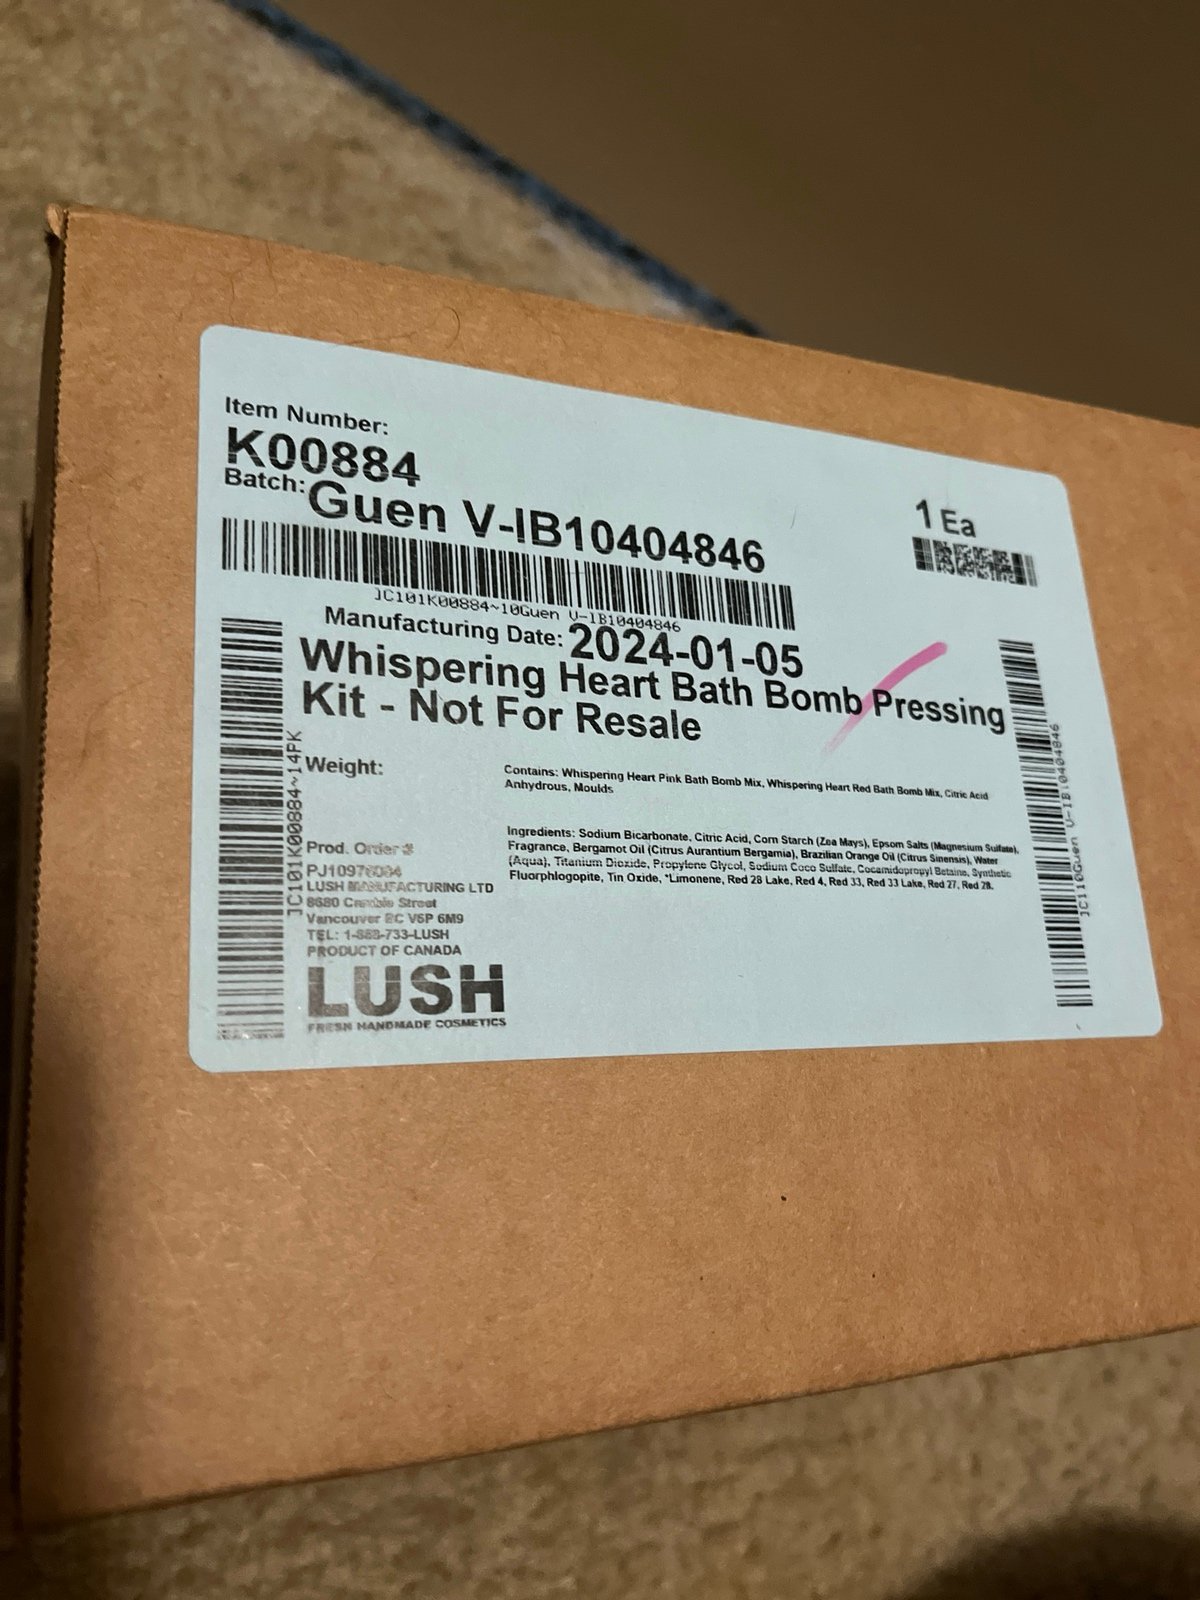 Item Number:
K00884
Batch: Guen V-IB10404846
1 Ea
JC101K00884~10Guen V-IB10404846
Manufacturing Date: 2024-01-05
Whispering Heart Bath Bomb Pressing
Kit - Not For Resale
Weight:
Contains: Whispering Heart Pink Bath Bomb Mix, Whispering Heart Red Bath Bomb Mix, Citric Acid
Anhydrous, Moulds
Ingredients: Sodium Bicarbonate, Citric Acid, Corn Starch (Zea Mays), Epsom Salts (Magnesium Sulfate),
Fragrance, Bergamot Oil (Citrus Aurantium Bergamia), Brazilian Orange Oil (Citrus Sinensis), Water
(Aqua), Titanium Dioxide, Propylene Glycol, Sodium Coco Sulfate, Cocamidopropyl Betaine, Synthetic
Fluorphlogopite, Tin Oxide, *Limonene, Red 28 Lake, Red 4, Red 33, Red 33 Lake, Red 27, Red 28.
Prod. Order #
LUSH MANUFACTURING LTD
8680 Cambie Street
Vancouver BC V6P 6M9
TEL: 1-888-733-LUSH
PRODUCT OF CANADA
LUSH
FRESH HANDMADE COSMETICS
JC101K00884~14PK
JC110Guen V-IB10404846